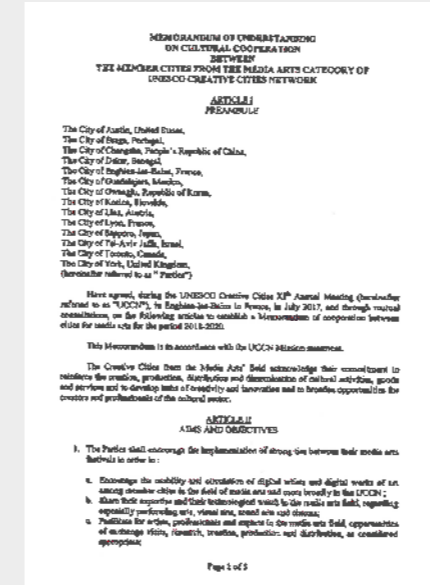 MEMORANDUM OF UNDERSTANDING
ON CULTURAL COOPERATION
BETWEEN
THE MEMBER CITIES FROM THE MEDIA ARTS CATEGORY OF
UNESCO CREATIVE CITIES NETWORK
ARTICLE I
PREAMBULE
The City of Austin, United States,
The City of Braga, Portugal,
The City of Changsha, People's Republic of China,
The City of Dakar, Senegal,
The City of Enghien-les-Bains, France,
The City of Guadalajara, Mexico,
The City of Gwangju, Republic of Korea,
The City of Kosice, Slovakia,
The City of Linz, Austria,
The City of Lyon, France,
The City of Sapporo, Japan,
The City of Tel-Aviv Jaffa, Israel,
The City of Toronto, Canada,
The City of York, United Kingdom,
(hereinafter referred to as " Parties")
Have agreed, during the UNESCO Creative Cities XIth Annual Meeting (hereinafter
referred to as "UCCN"), in Enghien-les-Bains in France, in July 2017, and through mutual
consultations, on the following articles to establish a Memorandum of cooperation between
cities for media arts for the period 2018-2020.
This Memorandum is in accordance with the UCCN Mission statement.
The Creative Cities from the Media Arts' field acknowledge their commitment to
reinforce the creation, production, distribution and dissemination of cultural activities, goods
and services and to develop hubs of creativity and innovation and to broaden opportunities for
creators and professionals of the cultural sector.
ARTICLE II
AIMS AND OBJECTIVES
1. The Parties shall encourage the implementation of strong ties between their media arts
festivals in order to :
a. Encourage the mobility and circulation of digital artists and digital works of art
among member cities in the field of media arts and more broadly in the UCCN ;
b. Share their expertise and their technological watch in the media arts field, regarding
especially performing arts, visual arts, sound arts and cinema;
c. Facilitate for artists, professionals and experts in the media arts field, opportunities
of exchange visits, research, creation, production and distribution, as considered
appropriate;
Page 1 of 5